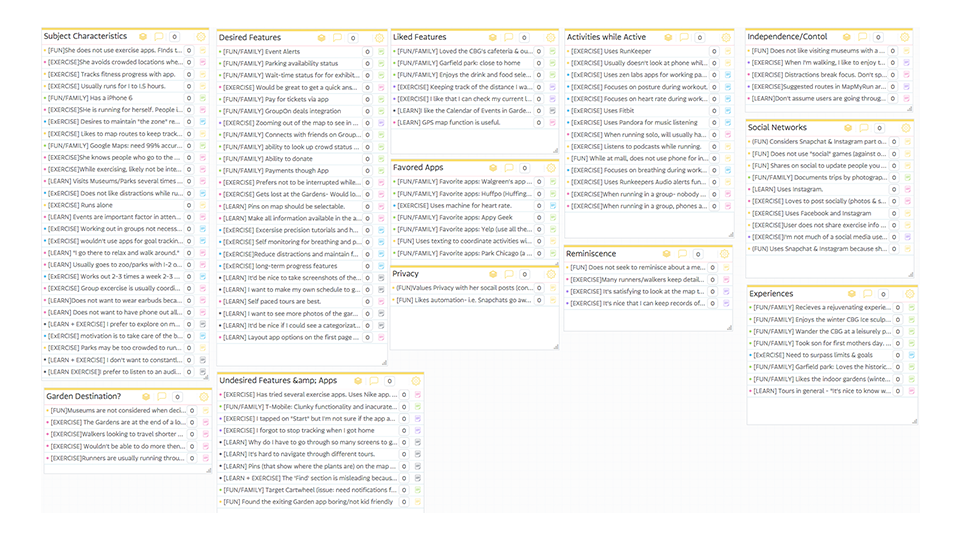 Subject Characteristics
0
[FUN]She does not use exercise apps. Finds t... 0
[EXERCISE]She avoids crowded locations whe... 0
[EXERCISE] Tracks fitness progress with app. 0
[EXERCISE] Usually runs for 1 to 1.5 hours. 0
[FUN/FAMILY] Has a iPhone 6 0
[EXERCISE]She is running for herself. People i... 0
[EXERCISE] Desires to maintain "the zone" re... 0
[EXERCISE] Likes to map routes to keep track... 0
[FUN/FAMILY] Google Maps: need 99% accur... 0
[EXERCISE]She knows people who go to the ... 0
[EXERCISE]While exercising, likely not be inte... 0
[LEARN] Visits Museums/Parks several times ... 0
[EXERCISE] Does not like distractions while r... 0
[EXERCISE] Runs alone 0
[LEARN] Events are important factor in atten... 0
[EXERCISE] Working out in groups not necess... 0
[EXERCISE] wouldn't use apps for goal trackin... 0
[LEARN] "I go there to relax and walk around." 0
[LEARN] Usually goes to zoo/parks with 1-2 o... 0
[EXERCISE] Works out 2-3 times a week 2-3 ... 0
[EXERCISE] Group excercise is usually coordi... 0
[LEARN]Does not want to wear earbuds becau... 0
[LEARN] Does not want to have phone out all... 0
[LEARN + EXERCISE] I prefer to explore on m... 0
[ExERCISE] motivation is to take care of the b... 0
[EXERCISE] Parks may be too crowded to run... 0
[LEARN + EXERCISE] I don't want to constantl... 0
[LEARN EXERCISE]I prefer to listen to an audi... 0
Garden Destination?
0
[FUN]Museums are not considered when deci... 0
[EXERCISE] The Gardens are at the end of a lo... 0
[EXERCISE]Walkers looking to travel shorter ... 0
[EXERCISE] Wouldn't be able to do more then... 0
[EXERCISE]Runners are usually running throu... 0
Desired Features
0
[FUN/FAMILY] Event Alerts 0
[FUN/FAMILY] Parking availability status 0
[FUN/FAMILY] Wait-time status for for exhibit... 0
[EXERCISE] Would be great to get a quick ans... 0
[FUN/FAMILY] Pay for tickets via app 0
[FUN/FAMILY] GroupOn deals integration 0
[EXERCISE] Zooming out of the map to see in ... 0
[FUN/FAMILY] Connects with friends on Group... 0
[FUN/FAMILY] ability to look up crowd status ... 0
[FUN/FAMILY] Ability to donate 0
[FUN/FAMILY] Payments though App 0
[EXERCISE] Prefers not to be interrupted while... 0
[EXERCISE] Gets lost at the Gardens- Would l... 0
[LEARN] Pins on map should be selectable. 0
[LEARN] Make all information available in the a... 0
[EXERCISE] Excersise precision tutorials and h... 0
[EXERCISE] Self monitoring for breathing and p... 0
[ExERCISE]Reduce distractions and maintain f... 0
[EXERCISE] long-term progress features 0
[LEARN] It'd be nice to take screenshots of the... 0
[LEARN] I want to make my own schedule to g... 0
[LEARN] Self paced tours are best. 0
[LEARN] I want to see more photos of the gar... 0
[LEARN] It'd be nice if I could see a categorizat... 0
[LEARN] Layout app options on the first page ... 0
Undesired Features &amp; Apps
0
[EXERCISE] Has tried several exercise apps. Uses Nike app. ... 0
[FUN/FAMILY] T-Mobile: Clunky functionality and inacurate... 0
[EXERCISE] I tapped on "Start" but I'm not sure if the app a... 0
[EXERCISE] I forgot to stop tracking when I got home 0
[LEARN] Why do I have to go through so many screens to g... 0
[LEARN] It's hard to navigate through different tours. 0
[LEARN] Pins (that show where the plants are) on the map ... 0
[LEARN + EXERCISE] The 'Find' section is misleading becaus... 0
[FUN/FAMILY] Target Cartwheel (issue: need notifications f... 0
[FUN] Found the exiting Garden app boring/not kid friendly 0
Liked Features
0
[FUN/FAMILY] Loved the CBG's cafeteria & ou... 0
[FUN/FAMILY] Garfield park: close to home 0
[FUN/FAMILY] Enjoys the drink and food sele... 0
[EXERCISE] Keeping track of the distance I wa... 0
[EXERCISE] I like that I can check my current l... 0
[LEARN]I like the Calendar of Events in Garde... 0
[LEARN] GPS map function is useful. 0
Favored Apps
0
[FUN/FAMILY] Favorite apps: Walgreen's app ... 0
[FUN/FAMILY] Favorite apps: Huffpo (Huffing... 0
[EXERCISE] Uses machine for heart rate. 0
[FUN/FAMILY] Favorite apps: Appy Geek 0
[FUN/FAMILY] Favorite apps: Yelp (use all the... 0
[FUN] Uses texting to coordinate activities wi... 0
[FUN/FAMILY] Favorite apps: Park Chicago (a... 0
Privacy
0
(FUN)Values Privacy with her socail posts (con... 0
[FUN] Likes automation- i.e. Snapchats go aw... 0
Activities while Active
0
[EXERCISE] Uses RunKeeper 0
[EXERCISE] Usually doesn't look at phone whil... 0
[EXERCISE] Uses zen labs apps for working pa... 0
[EXERCISE] Focuses on posture during workout. 0
[EXERCISE] Focuses on heart rate during work... 0
[EXERCISE] Uses Fitbit 0
[ExERCISE] Uses Pandora for music listening 0
[EXERCISE] When running solo, will usually ha... 0
[EXERCISE] Listens to podcasts while running. 0
[FUN] While at mall, does not use phone for in... 0
[EXERCISE] Focuses on breathing during work... 0
[EXERCISE] Uses Runkeepers Audio alerts fun... 0
[EXERCISE] When running in a group- nobody ... 0
[EXERCISE]When running in a group, phones a... 0
Reminiscence
0
[FUN] Does not seek to reminisce about a me... 0
[EXERCISE]Many runners/walkers keep detail... 0
[EXERCISE] It's satisfying to look at the map t... 0
[EXERCISE]It's nice that I can keep records of... 0
Independence/Contol
0
[FUN] Does not like visiting museums with a ... 0
[EXERCISE] When I'm walking, I like to enjoy t... 0
[EXERCISE] Distractions break focus. Don't sp... 0
[EXERCISE]Suggested routes in MapMyRun ar... 0
[LEARN]Don't assume users are going throug... 0
Social Networks
0
(FUN) Considers Snapchat & Instagram part o... 0
[FUN] Does not use "social" games (against o... 0
[FUN] Shares on social to update people you ... 0
[FUN/FAMILY] Documents trips by photograp... 0
[LEARN] Uses Instagram. 0
[EXERCISE] Loves to post socially (photos & s... 0
[EXERCISE] Uses Facebook and Instagram 0
[EXERCISE]User does not share exercise info ... 0
[EXERCISE]I'm not much of a social media use... 0
(FUN) Uses Snapchat & Instagram because sh... 0
Experiences
0
[FUN/FAMILY] Recieves a rejuvenating experie... 0
[FUN/FAMILY] Enjoys the winter CBG ice sculp... 0
[FUN/FAMILY] Wander the CBG at a leisurely p... 0
[FUN/FAMILY] Took son for first mothers day. ... 0
[ExERCISE] Need to surpass limits & goals 0
[FUN/FAMILY] Garfield park: Loves the historic... 0
[FUN/FAMILY] Likes the indoor gardens (winte... 0
[LEARN] Tours in general - "It's nice to know w... 0